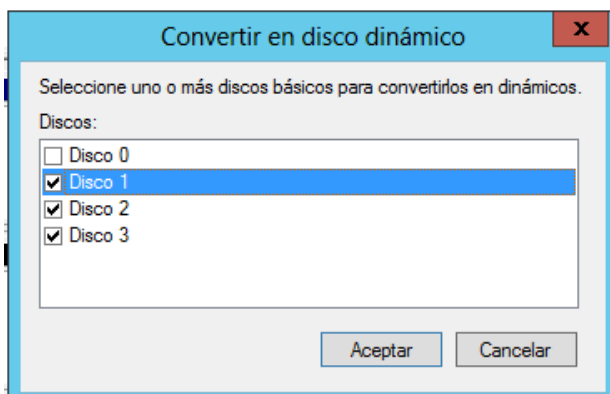 Convertir en disco dinámico
x
Seleccione uno o más discos básicos para convertirlos en dinámicos.
Discos:
Disco 0
Disco 1
Disco 2
Disco 3
Aceptar
Cancelar